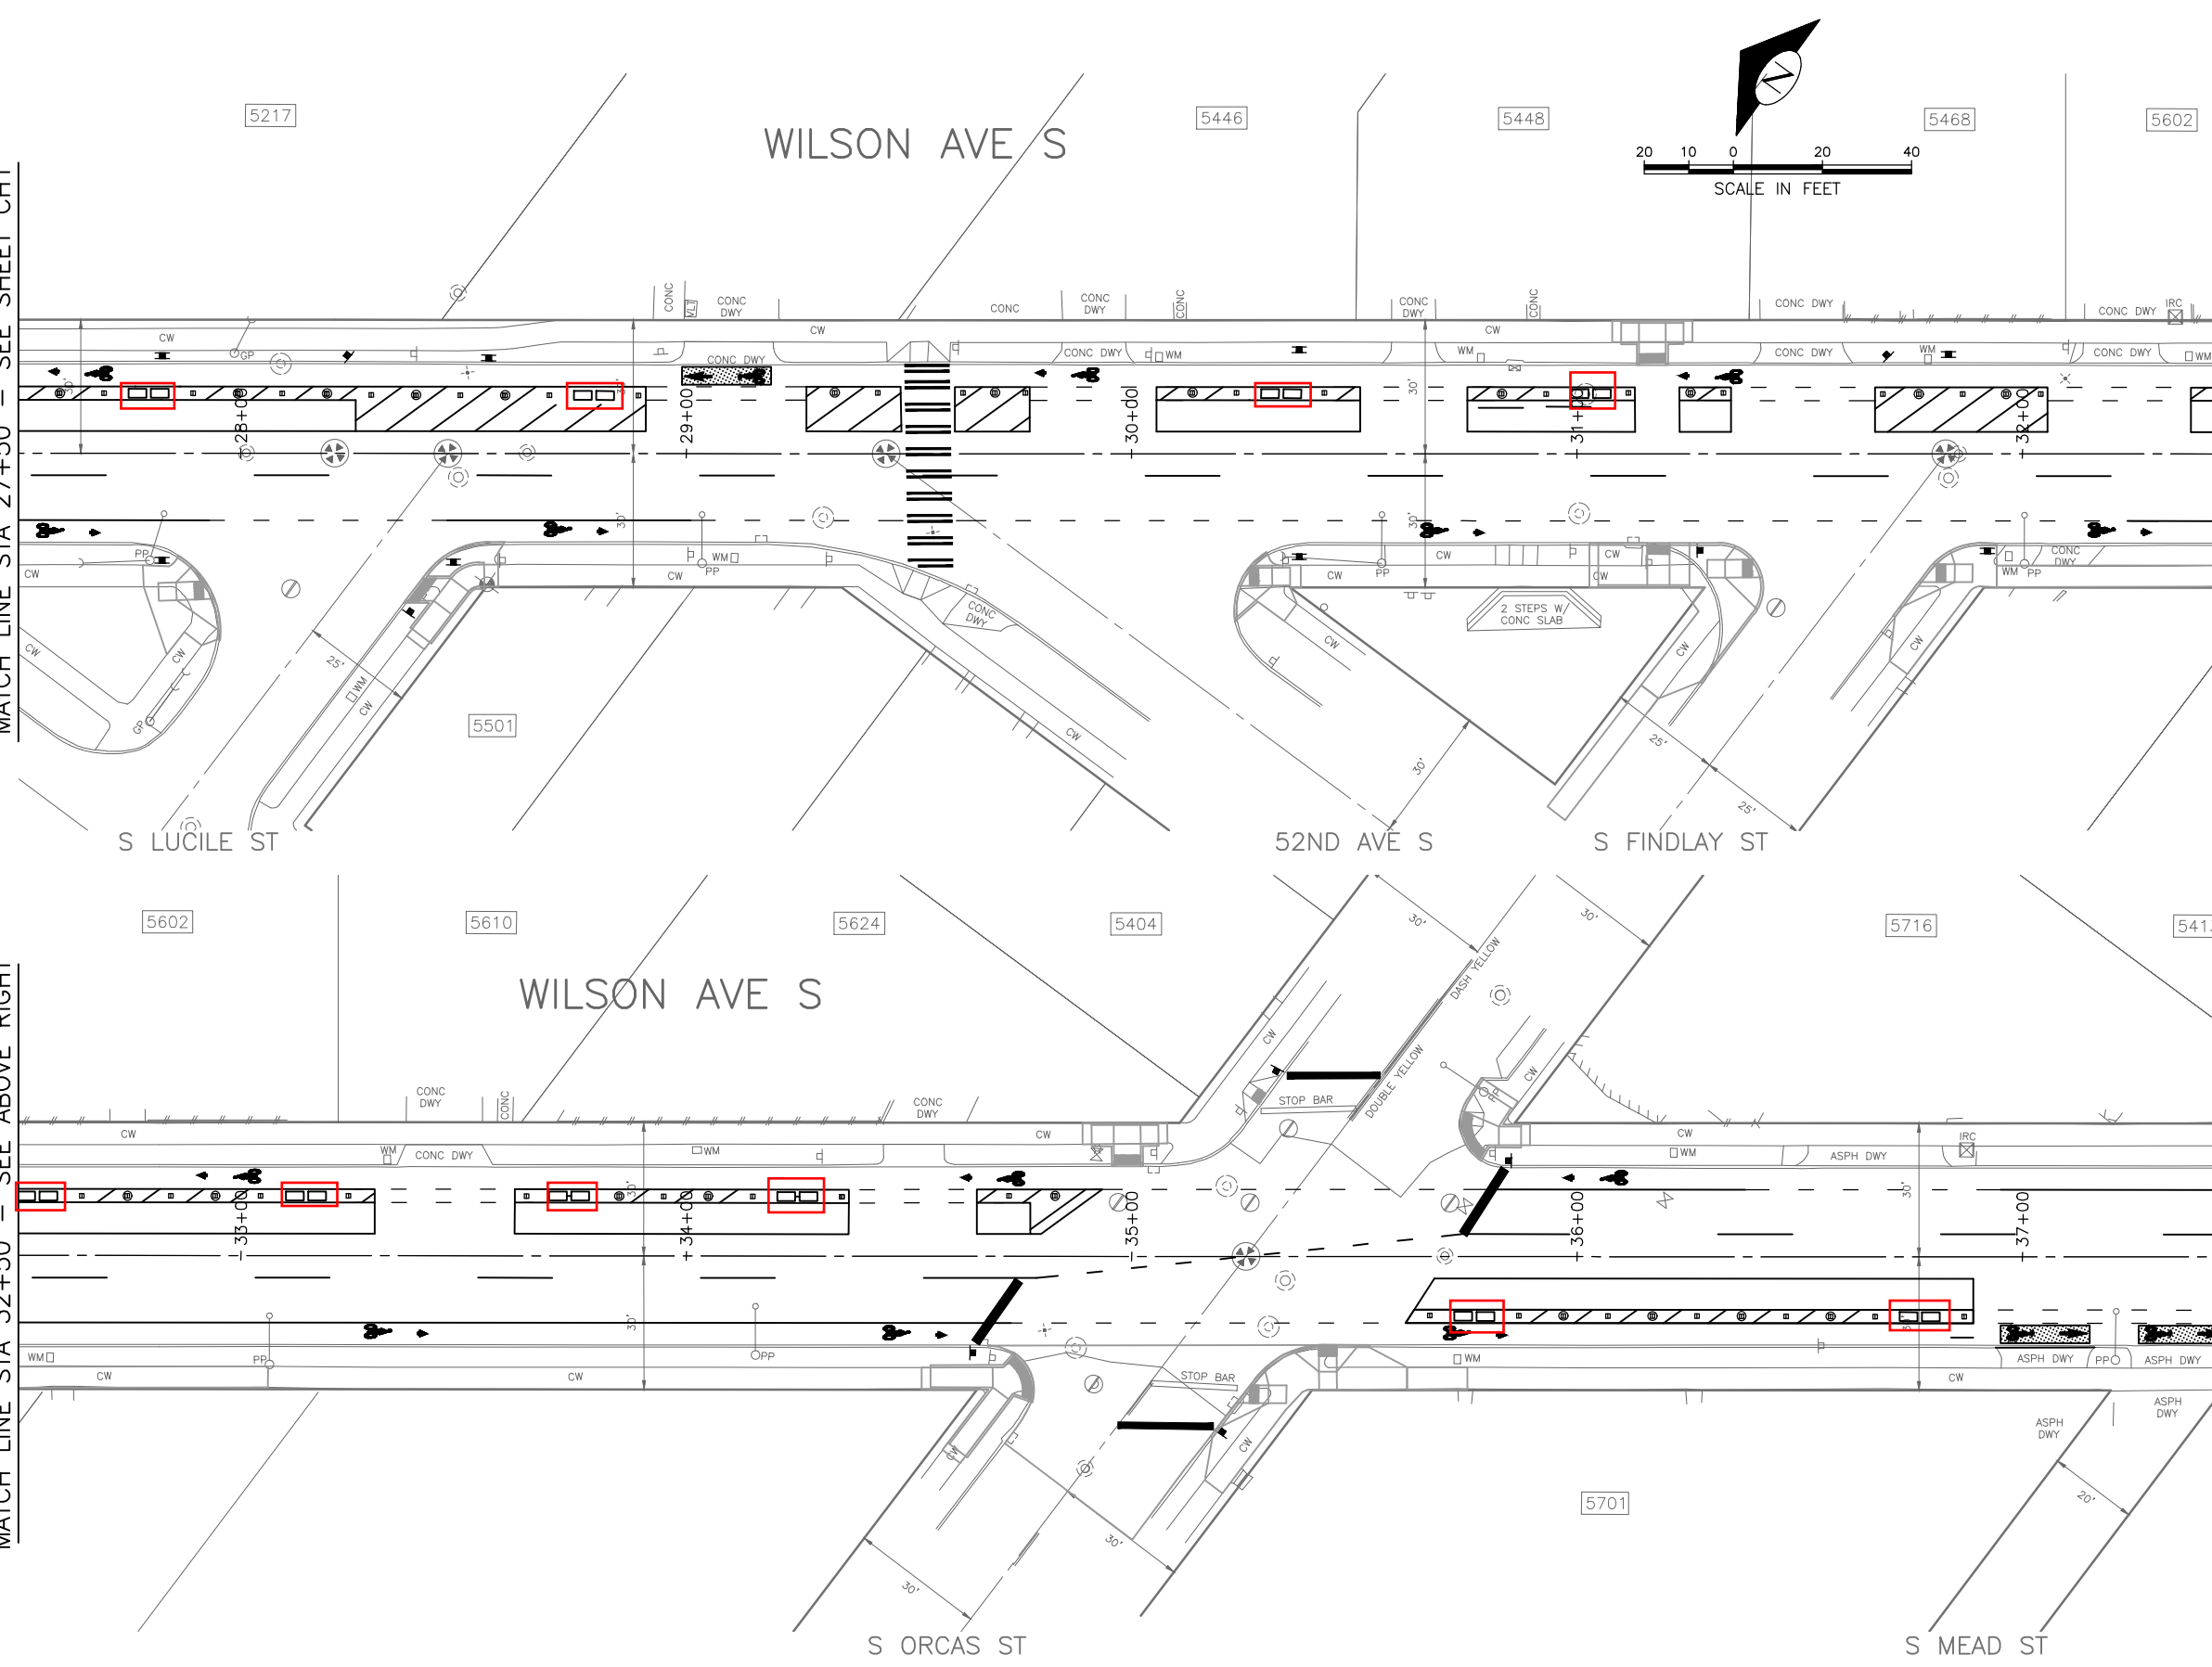 5217
WILSON AVE S
5446
5448
5468
5602
20 10 0 20 40
SCALE IN FEET
MATCH LINE STA 27+50 - SEE SHEET CHT
CONC
VLT
CONC
DWY
CONC
CONC
DWY
CONC
CONC
DWY
CONC
CONC DWY
CONC DWY
IRC
CW
CW
CW
GP
CONC DWY
CONC DWY
WM
WM
CONC DWY
WM
CONC DWY
WM
30'
30'
30'
28+00
29+00
30+00
31+00
32+00
30'
30'
PP
CW
CW
CW
GP
25'
WM
CW
WM
PP
CW
CONC
DWY
CW
5501
CW
PP
CW
CW
CW
CW
2 STEPS W/
CONC SLAB
CW
30'
25'
25'
WM
PP
CONC
DWY
CW
S LUCILE ST
52ND AVE S
S FINDLAY ST
5602
5610
5624
5404
5716
WILSON AVE S
MATCH LINE STA 32+50 - SEE ABOVE RIGHT
30'
30'
DASH YELLOW
DOUBLE YELLOW
STOP BAR
CW
CW
PP
CONC
DWY
CONC
CONC
DWY
CW
WM
CONC DWY
WM
CW
CW
WM
ASPH DWY
IRC
30'
30'
33+00
34+00
35+00
36+00
37+00
30'
30'
WM
CW
PP
CW
PP
CW
STOP BAR
CW
WM
ASPH DWY
PP
ASPH DWY
CW
ASPH
DWY
ASPH
DWY
5701
30'
30'
20'
S ORCAS ST
S MEAD ST